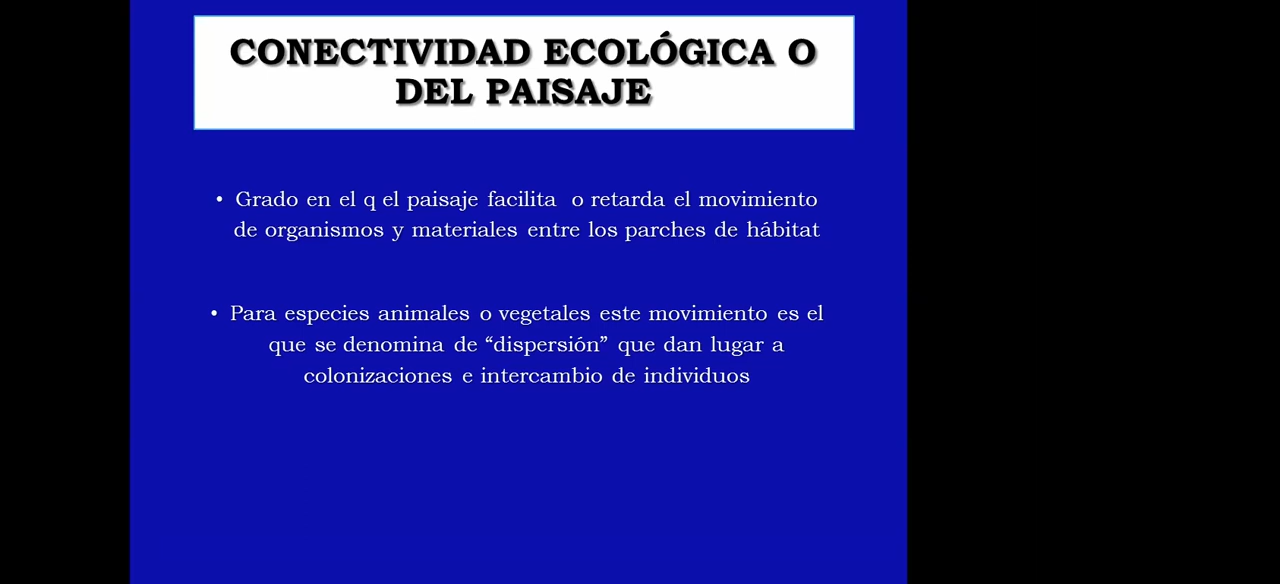 CONECTIVIDAD ECOLÓGICA O
DEL PAISAJE
• Grado en el q el paisaje facilita o retarda el movimiento
de organismos y materiales entre los parches de hábitat
• Para especies animales o vegetales este movimiento es el
que se denomina de “dispersión” que dan lugar a
colonizaciones e intercambio de individuos